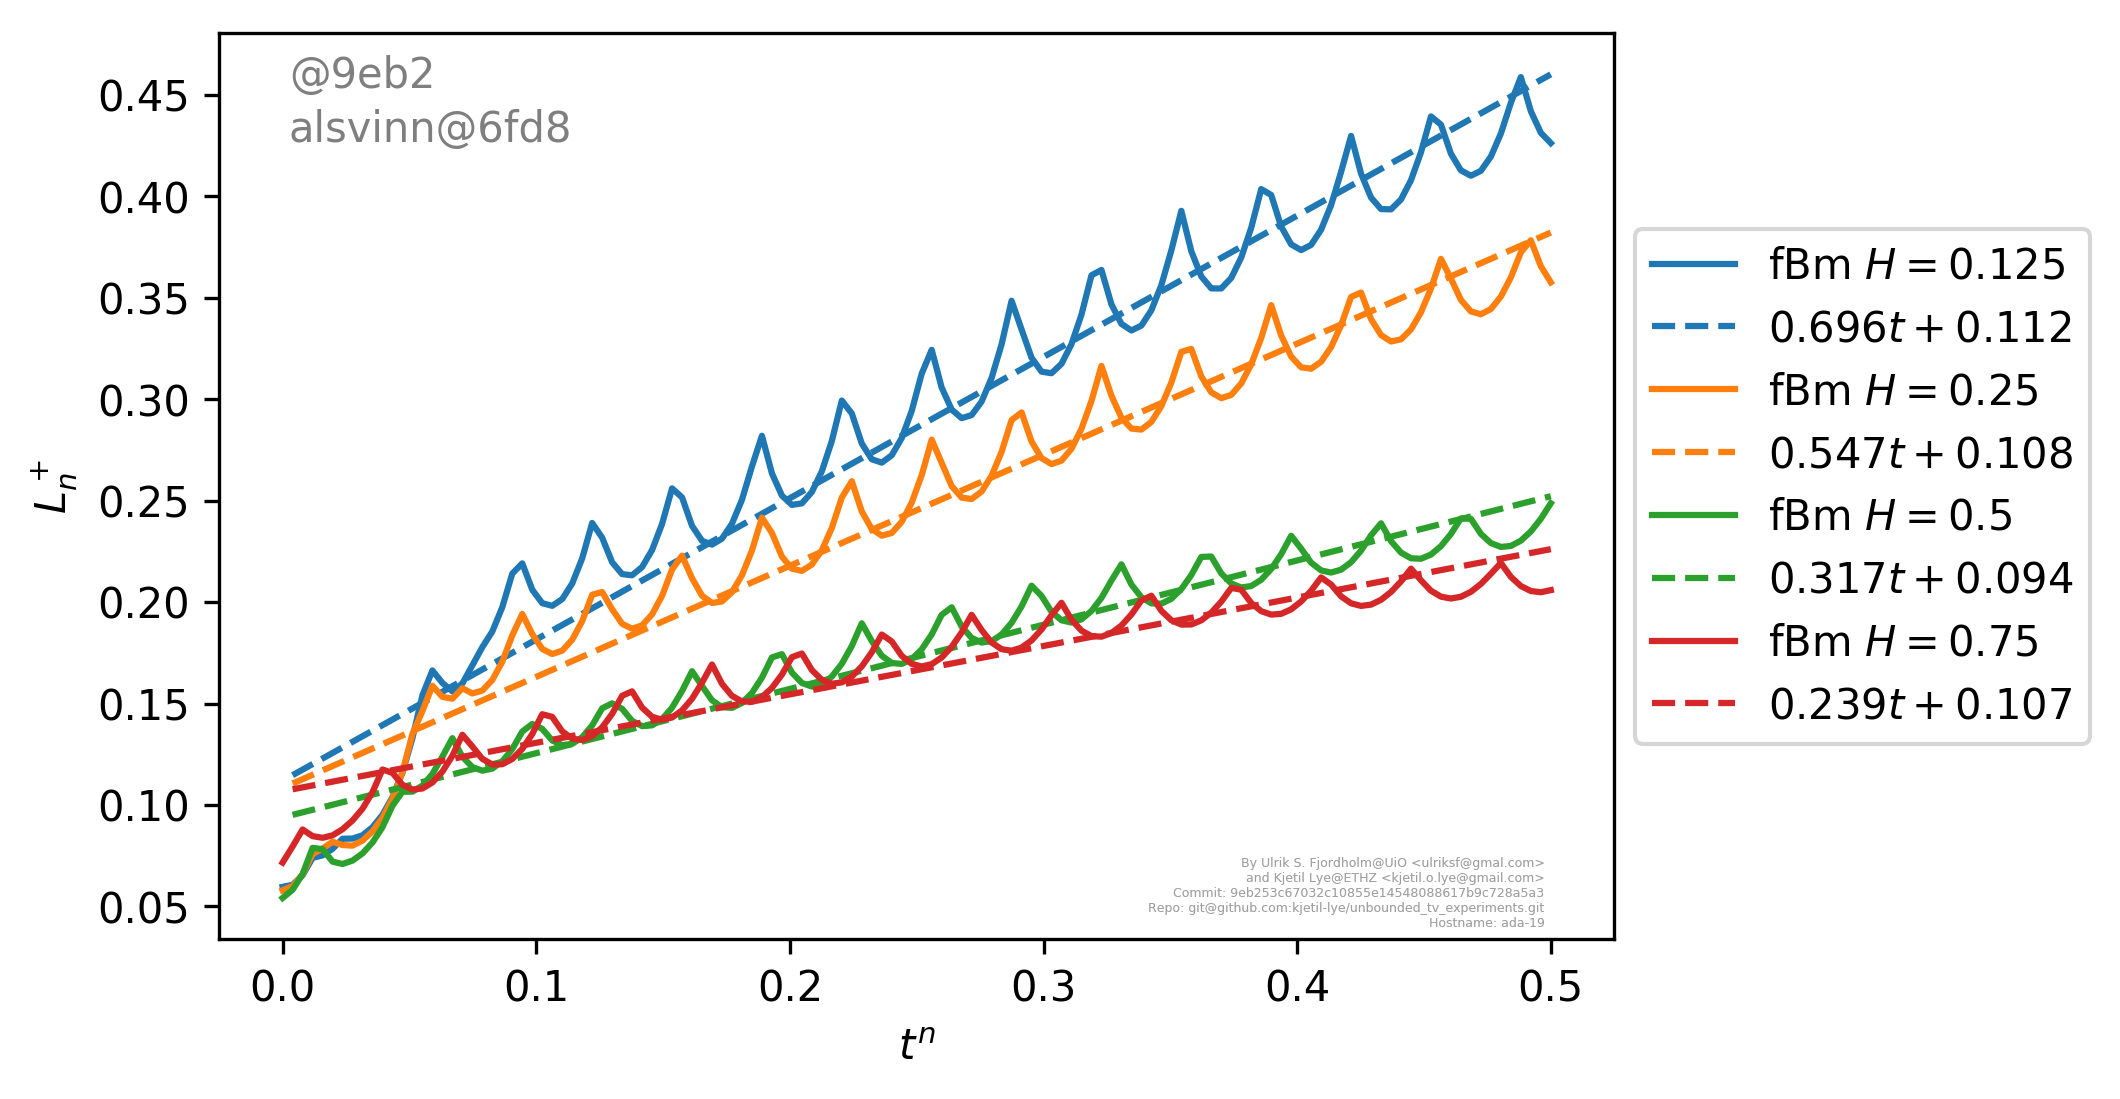 @9eb2
alsvinn@6fd8
0.45
0.40
0.35
0.30
0.25
0.20
0.15
0.10
0.05
L_n^+
0.0 0.1 0.2 0.3 0.4 0.5
t^n
fBm H = 0.125
0.696t + 0.112
fBm H = 0.25
0.547t + 0.108
fBm H = 0.5
0.317t + 0.094
fBm H = 0.75
0.239t + 0.107
By Ulrik S. Fjordholm@UiO <ulriksf@gmal.com>
and Kjetil Lye@ETHZ <kjetil.o.lye@gmail.com>
Commit: 9eb253c67032c10855e14548088617b9c728a5a3
Repo: git@github.com:kjetil-lye/unbounded_tv_experiments.git
Hostname: ada-19